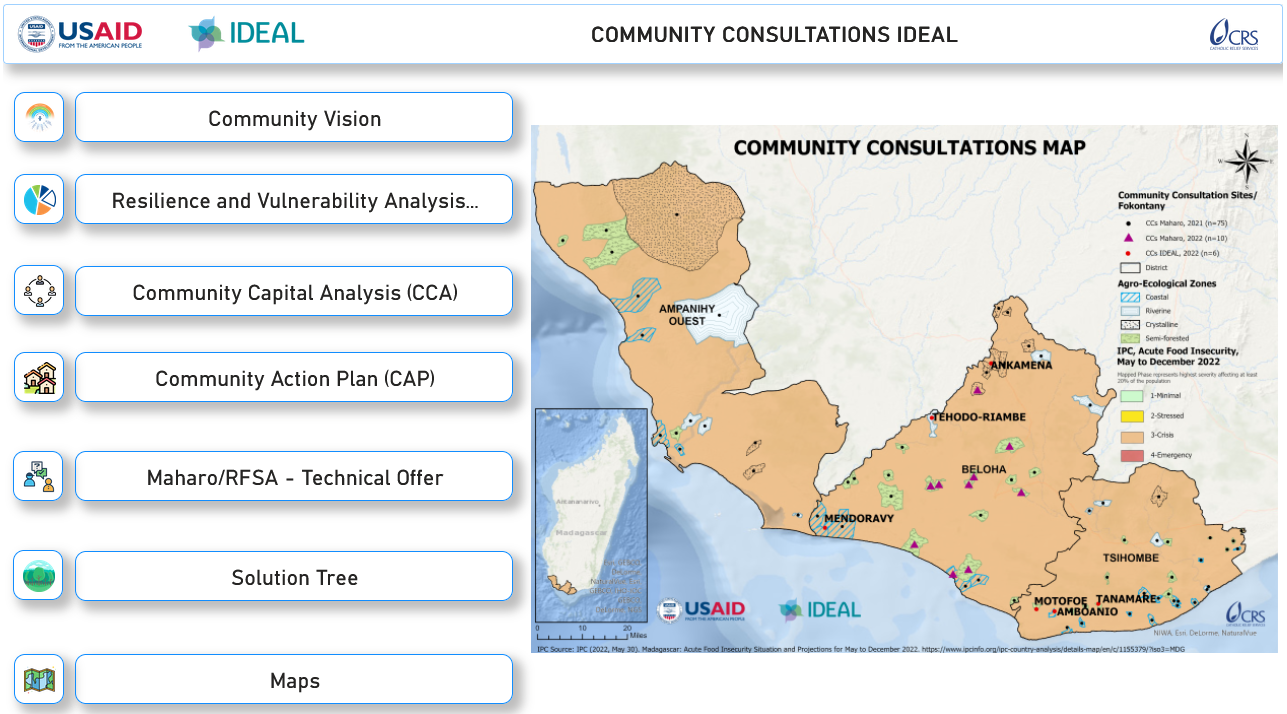 USAID
FROM THE AMERICAN PEOPLE
IDEAL
COMMUNITY CONSULTATIONS IDEAL
CRS
CATHOLIC RELIEF SERVICES
Community Vision
Resilience and Vulnerability Analysis...
Community Capital Analysis (CCA)
Community Action Plan (CAP)
Maharo/RFSA - Technical Offer
Solution Tree
Maps
COMMUNITY CONSULTATIONS MAP
N
W
E
S
Community Consultation Sites/
Fokontany
CCs Maharo, 2021 (n=75)
CCs Maharo, 2022 (n=10)
CCs IDEAL, 2022 (n=6)
District
Agro-Ecological Zones
Coastal
Riverine
Crystalline
Semi-forested
IPC, Acute Food Insecurity,
May to December 2022
Mapped Phase represents highest severity affecting at least
20% of the population
1-Minimal
2-Stressed
3-Crisis
4-Emergency
AMPANIHY
OUEST
ANKAMENA
TEHODO-RIAMBE
BELOHA
MENDORAVY
TSIHOMBE
MOTOFOE
TANAMARE
AMBOANIO
Antananarivo
Madagascar
0 10 20
Miles
USAID
FROM THE AMERICAN PEOPLE
IDEAL
CRS
NIWA, Esri, DeLorme, NaturalVue
IPC Source: IPC (2022, May 30). Madagascar: Acute Food Insecurity Situation and Projections for May to December 2022. https://www.ipcinfo.org/ipc-country-analysis/details-map/en/c/1155379/?iso3=MDG